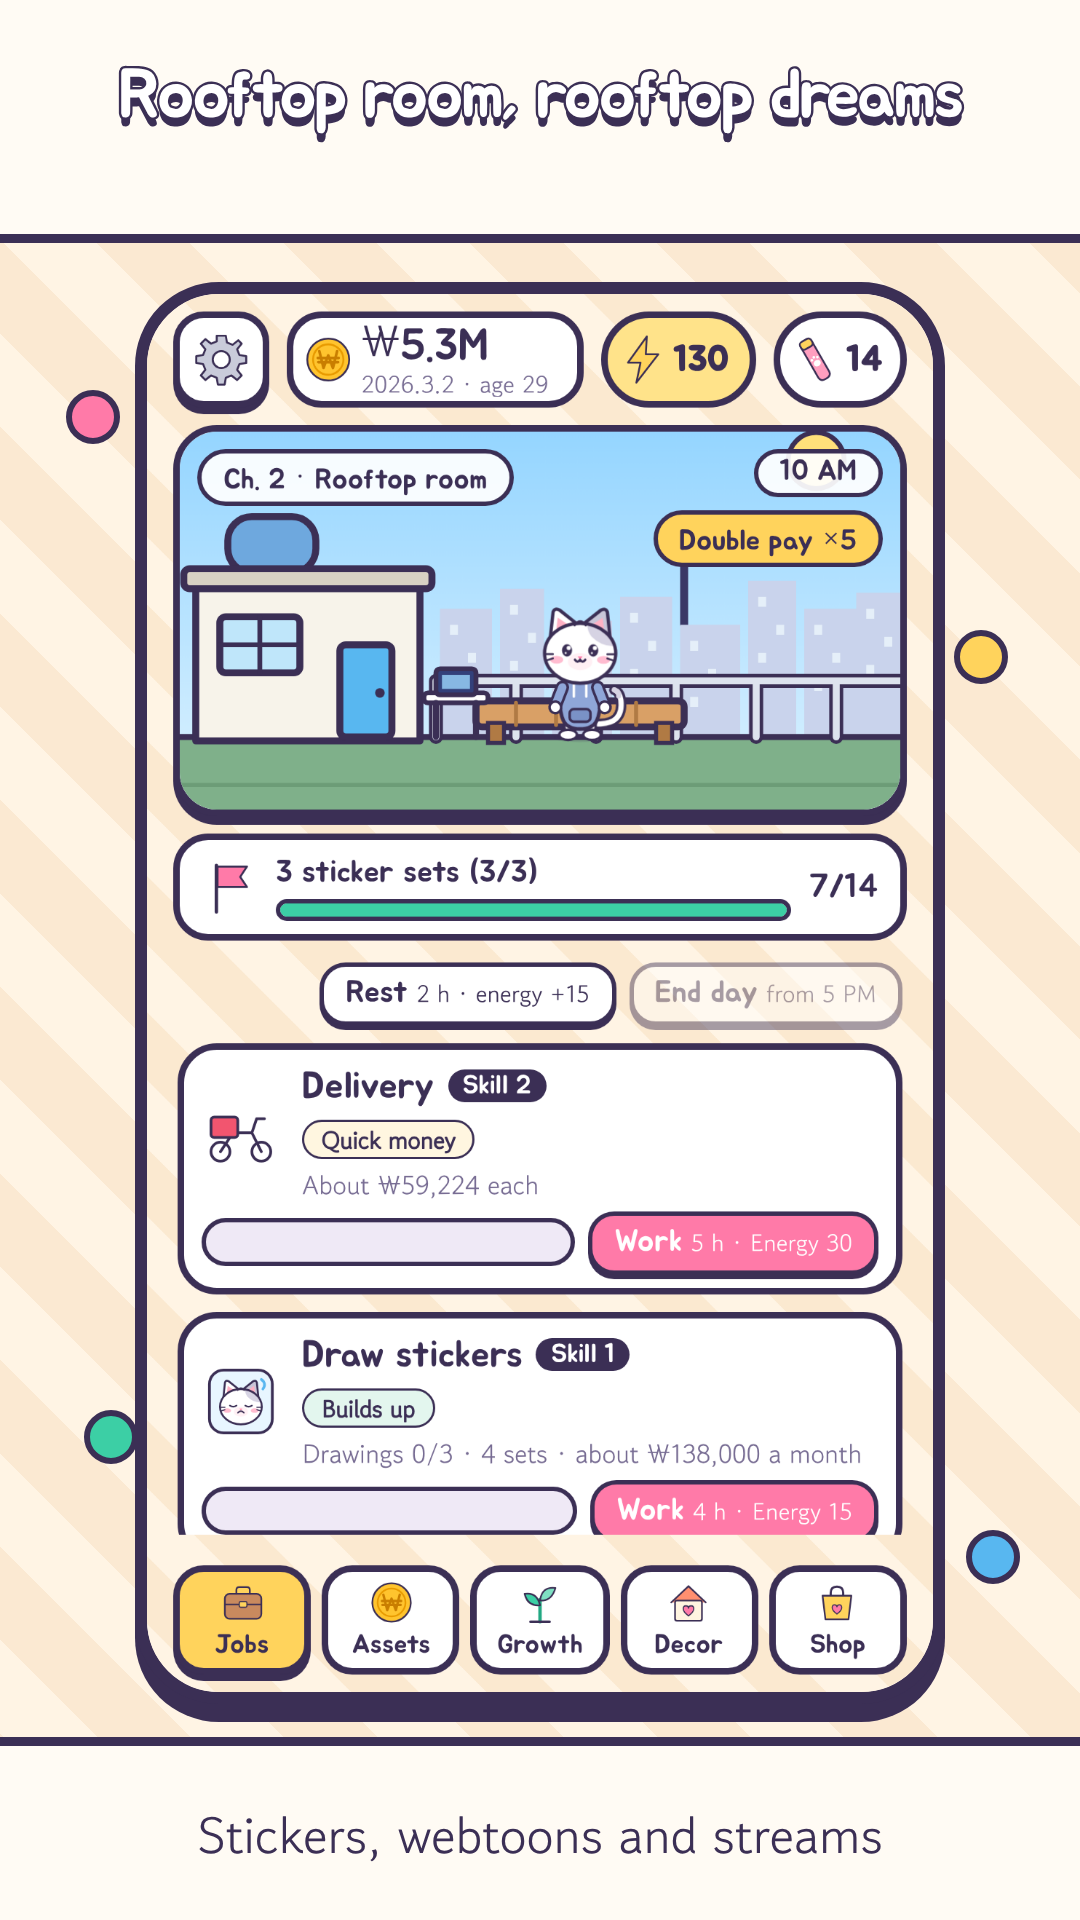 Rooftop room, rooftop dreams
₩5.3M
2026.3.2 · age 29
130
14
Ch. 2 · Rooftop room
10 AM
Double pay ×5
3 sticker sets (3/3)
7/14
Rest 2 h · energy +15
End day from 5 PM
Delivery Skill 2
Quick money
About ₩59,224 each
Work 5 h · Energy 30
Draw stickers Skill 1
Builds up
Drawings 0/3 · 4 sets · about ₩138,000 a month
Work 4 h · Energy 15
Jobs
Assets
Growth
Decor
Shop
Stickers, webtoons and streams